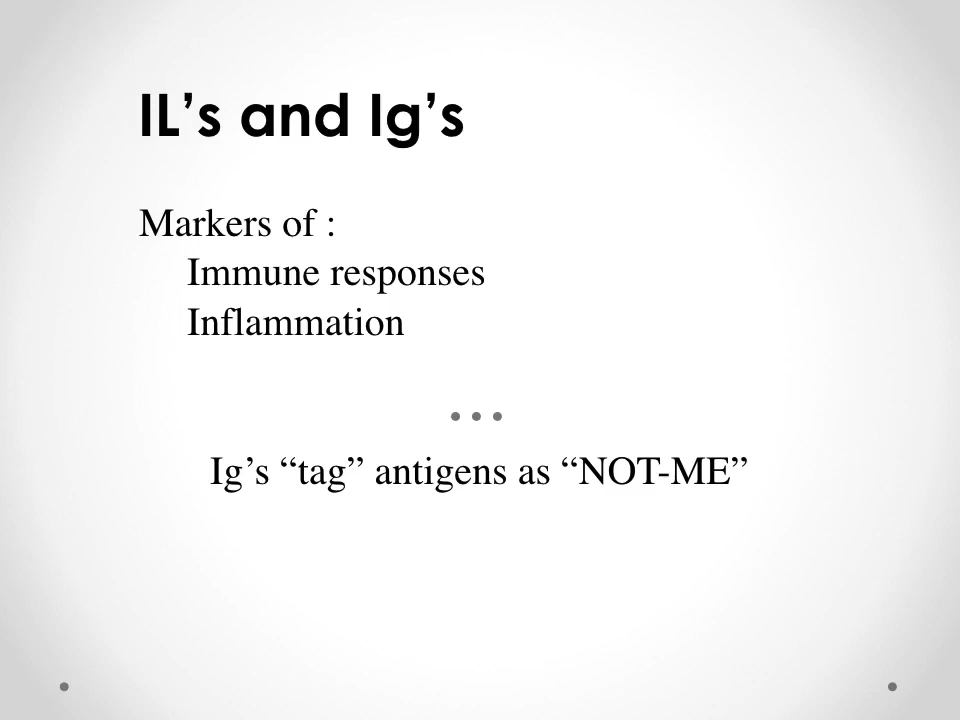 IL’s and Ig’s
Markers of :
Immune responses
Inflammation
Ig’s “tag” antigens as “NOT-ME”